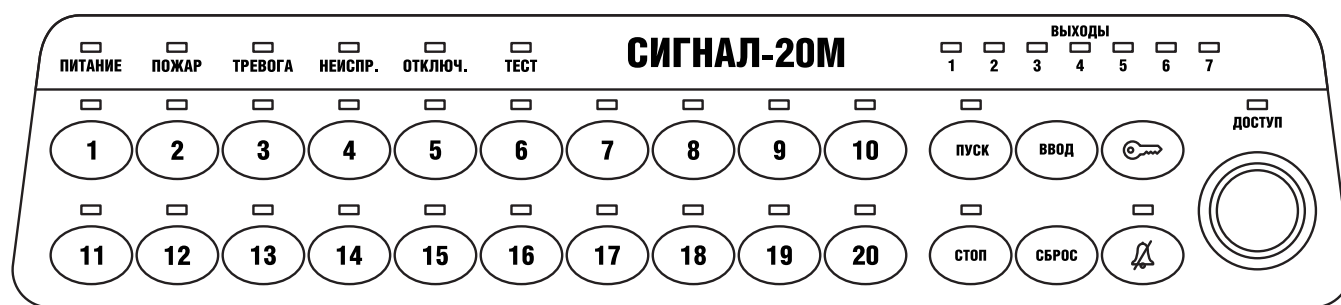 ВЫХОДЫ
ПИТАНИЕ ПОЖАР ТРЕВОГА НЕИСПР. ОТКЛЮЧ. ТЕСТ СИГНАЛ-20М 1 2 3 4 5 6 7
ДОСТУП
1 2 3 4 5 6 7 8 9 10 ПУСК ВВОД
11 12 13 14 15 16 17 18 19 20 СТОП СБРОС